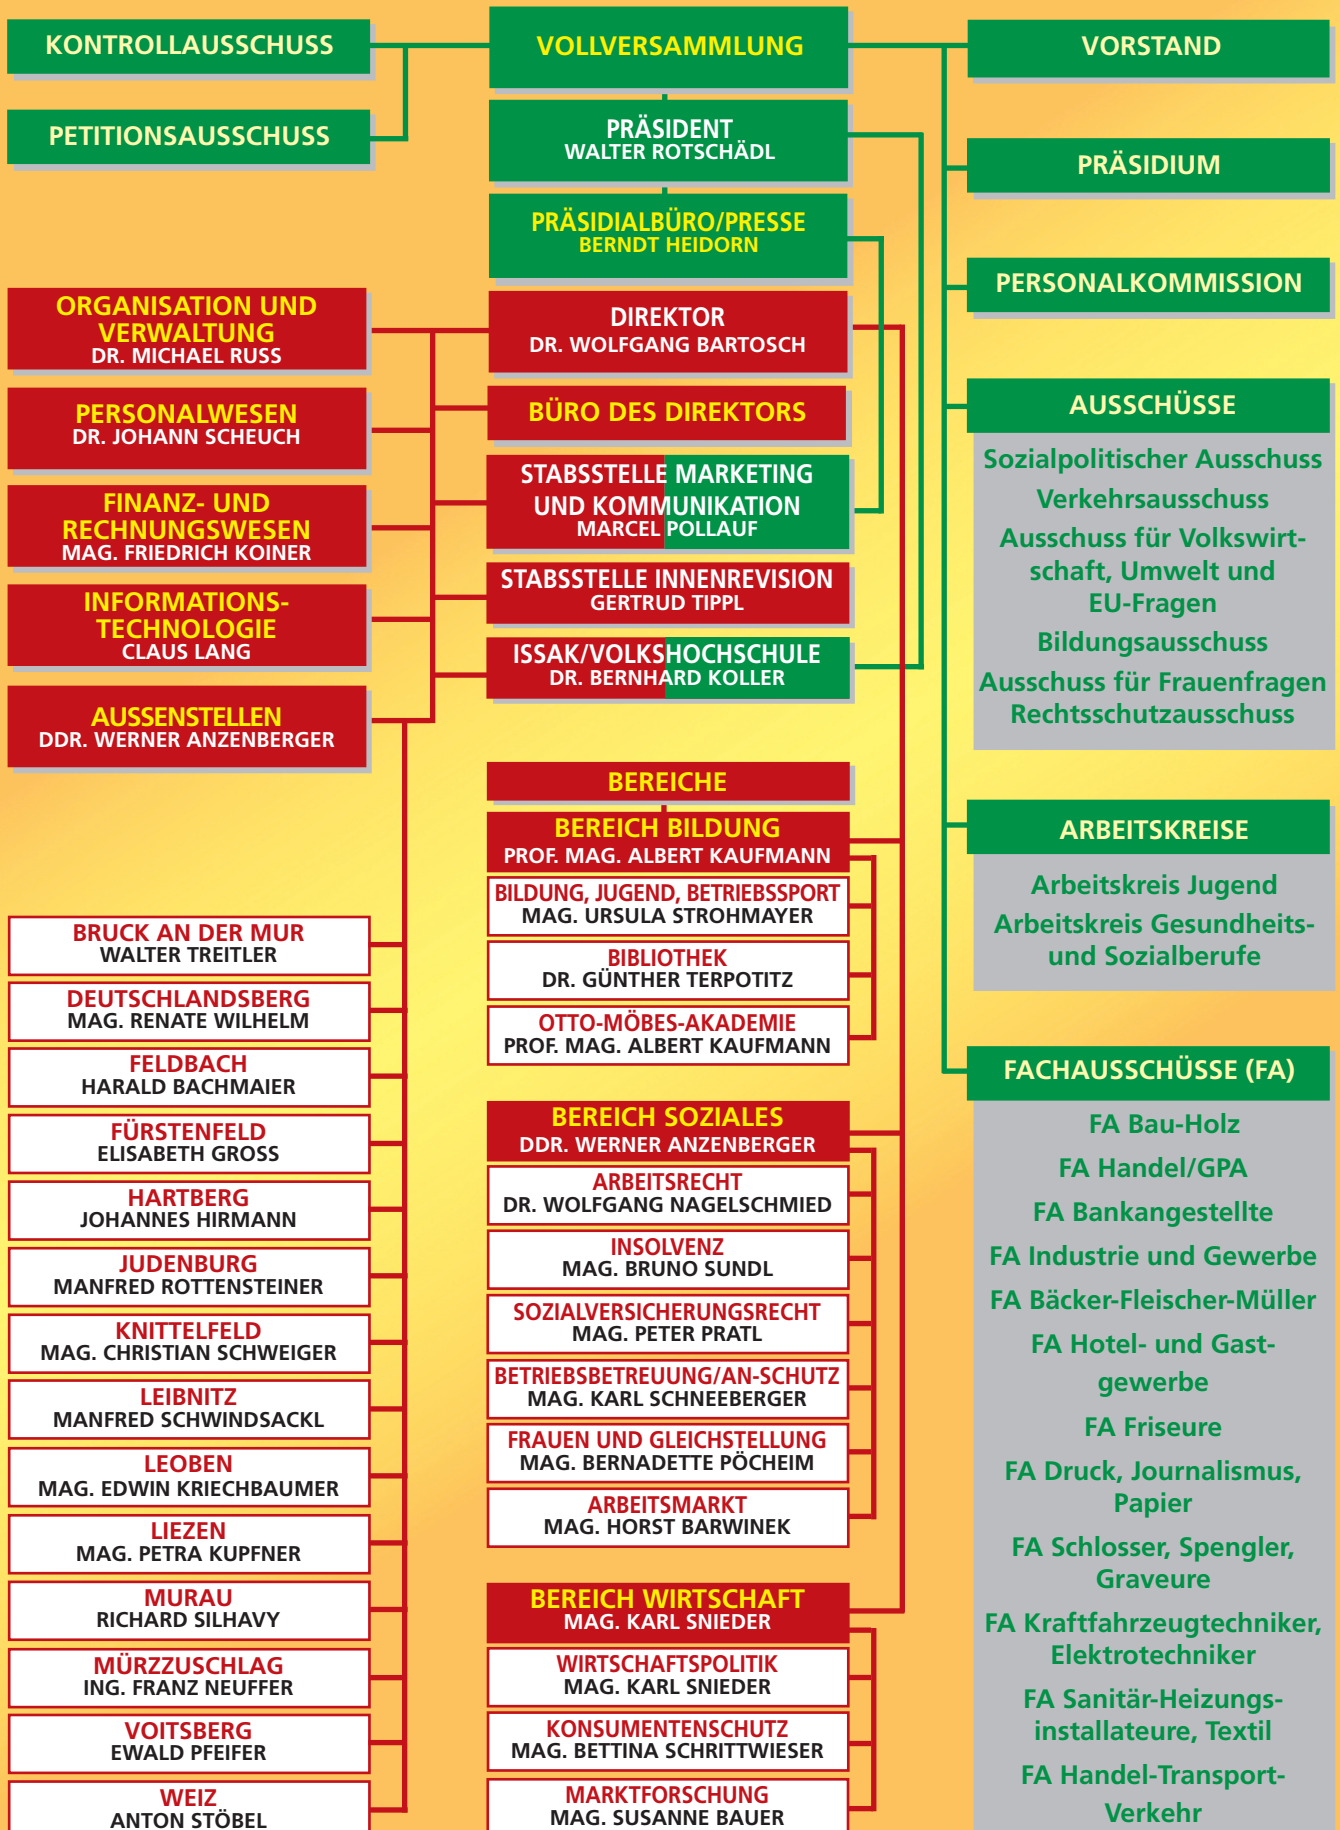 KONTROLLAUSSCHUSS
PETITIONSAUSSCHUSS
VOLLVERSAMMLUNG
PRÄSIDENT
WALTER ROTSCHÄDL
PRÄSIDIALBÜRO/PRESSE
BERNDT HEIDORN
VORSTAND
PRÄSIDIUM
PERSONALKOMMISSION
ORGANISATION UND
VERWALTUNG
DR. MICHAEL RUSS
PERSONALWESEN
DR. JOHANN SCHEUCH
FINANZ- UND
RECHNUNGSWESEN
MAG. FRIEDRICH KOINER
INFORMATIONS-
TECHNOLOGIE
CLAUS LANG
AUSSENSTELLEN
DDR. WERNER ANZENBERGER
BRUCK AN DER MUR
WALTER TREITLER
DEUTSCHLANDSBERG
MAG. RENATE WILHELM
FELDBACH
HARALD BACHMAIER
FÜRSTENFELD
ELISABETH GROSS
HARTBERG
JOHANNES HIRMANN
JUDENBURG
MANFRED ROTTENSTEINER
KNITTELFELD
MAG. CHRISTIAN SCHWEIGER
LEIBNITZ
MANFRED SCHWINDSACKL
LEOBEN
MAG. EDWIN KRIECHBAUMER
LIEZEN
MAG. PETRA KUPFNER
MURAU
RICHARD SILHAVY
MÜRZZUSCHLAG
ING. FRANZ NEUFFER
VOITSBERG
EWALD PFEIFER
WEIZ
ANTON STÖBEL
DIREKTOR
DR. WOLFGANG BARTOSCH
BÜRO DES DIREKTORS
STABSSTELLE MARKETING
UND KOMMUNIKATION
MARCEL POLLAUF
STABSSTELLE INNENREVISION
GERTRUD TIPPL
ISSAK/VOLKSHOCHSCHULE
DR. BERNHARD KOLLER
BEREICHE
BEREICH BILDUNG
PROF. MAG. ALBERT KAUFMANN
BILDUNG, JUGEND, BETRIEBSSPORT
MAG. URSULA STROHMAYER
BIBLIOTHEK
DR. GÜNTHER TERPOTITZ
OTTO-MÖBES-AKADEMIE
PROF. MAG. ALBERT KAUFMANN
BEREICH SOZIALES
DDR. WERNER ANZENBERGER
ARBEITSRECHT
DR. WOLFGANG NAGELSCHMIED
INSOLVENZ
MAG. BRUNO SUNDL
SOZIALVERSICHERUNGSRECHT
MAG. PETER PRATL
BETRIEBSBETREUUNG/AN-SCHUTZ
MAG. KARL SCHNEEBERGER
FRAUEN UND GLEICHSTELLUNG
MAG. BERNADETTE PÖCHEIM
ARBEITSMARKT
MAG. HORST BARWINEK
BEREICH WIRTSCHAFT
MAG. KARL SNIEDER
WIRTSCHAFTSPOLITIK
MAG. KARL SNIEDER
KONSUMENTENSCHUTZ
MAG. BETTINA SCHRITTWIESER
MARKTFORSCHUNG
MAG. SUSANNE BAUER
AUSSCHÜSSE
Sozialpolitischer Ausschuss
Verkehrsausschuss
Ausschuss für Volkswirt-
schaft, Umwelt und
EU-Fragen
Bildungsausschuss
Ausschuss für Frauenfragen
Rechtsschutzausschuss
ARBEITSKREISE
Arbeitskreis Jugend
Arbeitskreis Gesundheits-
und Sozialberufe
FACHAUSSCHÜSSE (FA)
FA Bau-Holz
FA Handel/GPA
FA Bankangestellte
FA Industrie und Gewerbe
FA Bäcker-Fleischer-Müller
FA Hotel- und Gast-
gewerbe
FA Friseure
FA Druck, Journalismus,
Papier
FA Schlosser, Spengler,
Graveure
FA Kraftfahrzeugtechniker,
Elektrotechniker
FA Sanitär-Heizungs-
installateure, Textil
FA Handel-Transport-
Verkehr